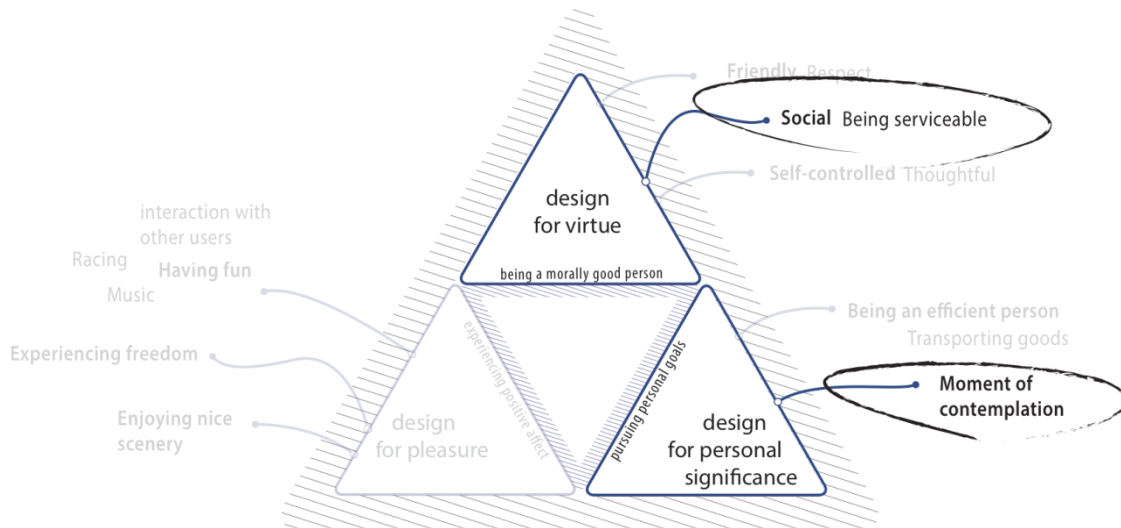 Friendly Respect
Social Being serviceable
Self-controlled Thoughtful
design
for virtue
being a morally good person
interaction with
other users
Racing
Having fun
Music
Experiencing freedom
Enjoying nice
scenery
design
for pleasure
experiencing positive affect
pursuing personal goals
design
for personal
significance
Being an efficient person
Transporting goods
Moment of
contemplation